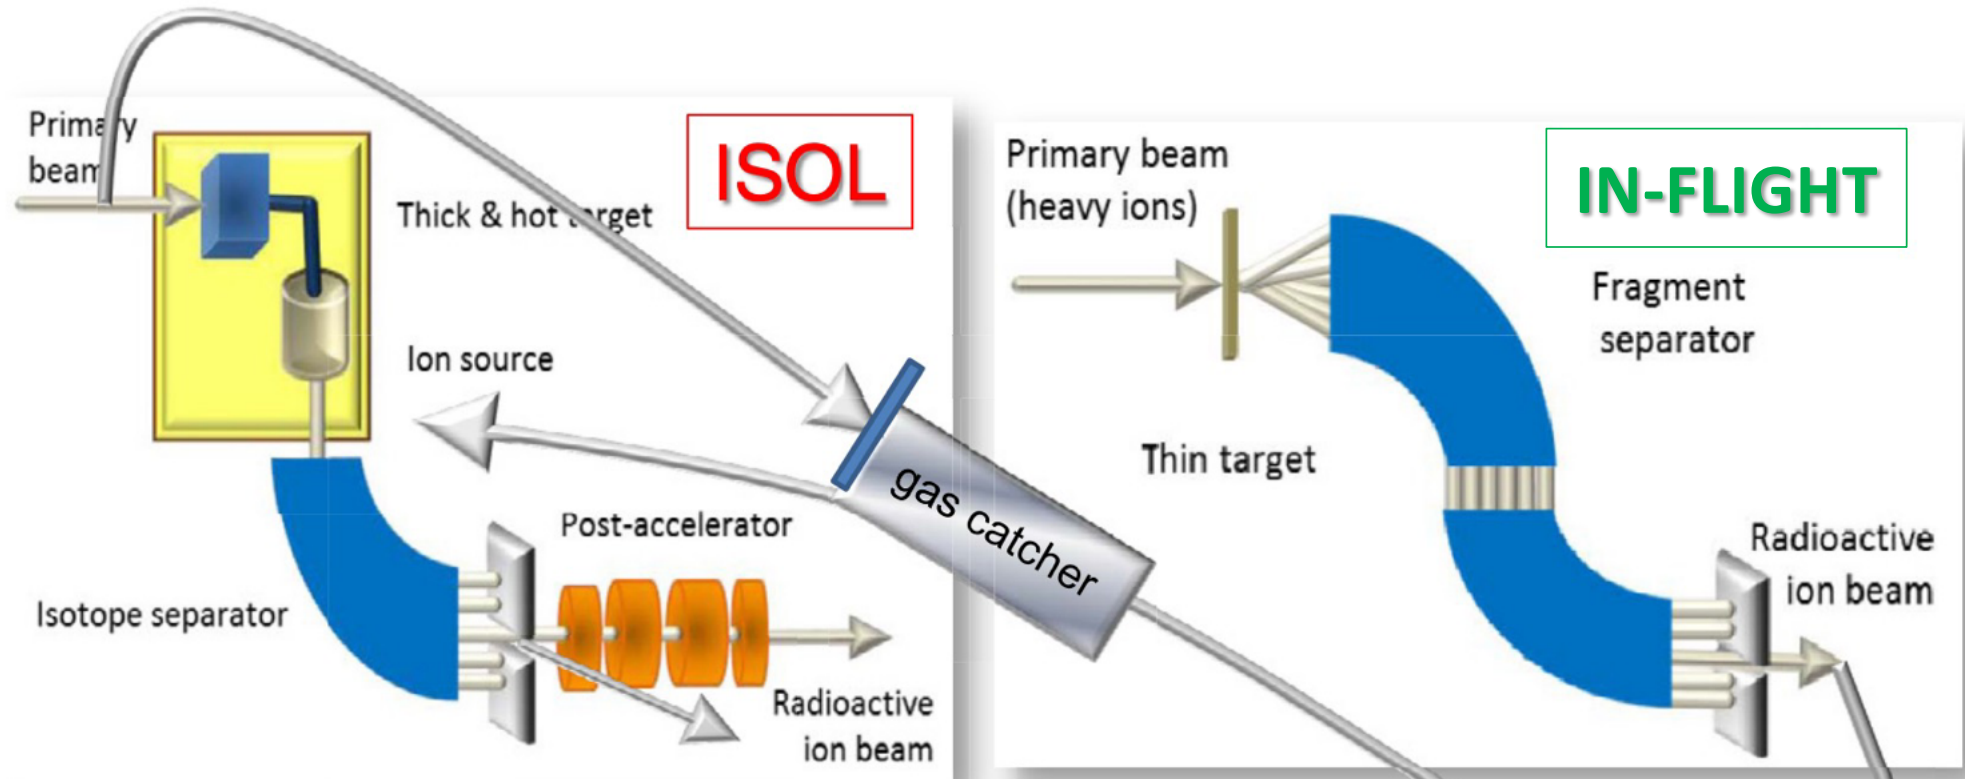 Primary
beam
ISOL
Thick & hot target
Ion source
gas catcher
Post-accelerator
Isotope separator
Radioactive
ion beam
Primary beam
(heavy ions)
IN-FLIGHT
Fragment
separator
Thin target
Radioactive
ion beam